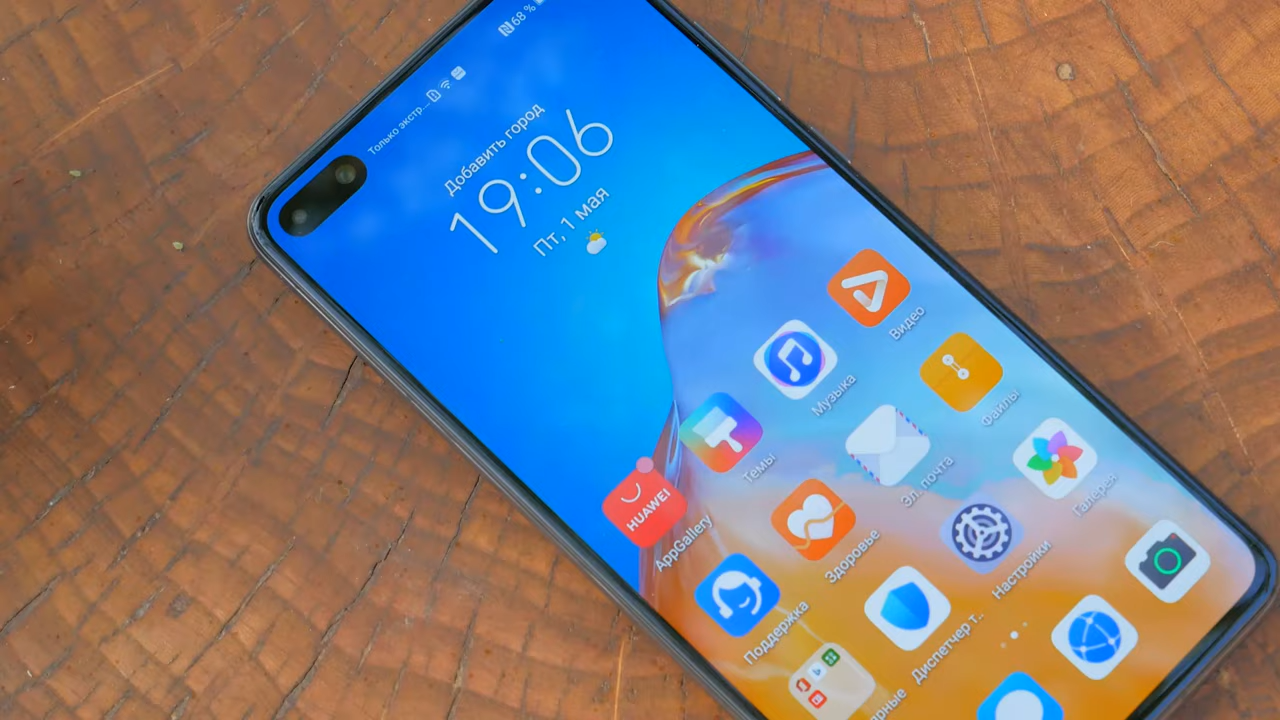 68 %
Только экстр...
Добавить город
19:06
Пт, 1 мая
HUAWEI
AppGallery
Темы
Музыка
Видео
Поддержка
Здоровье
Эл. почта
Файлы
Диспетчер т..
Настройки
Галерея